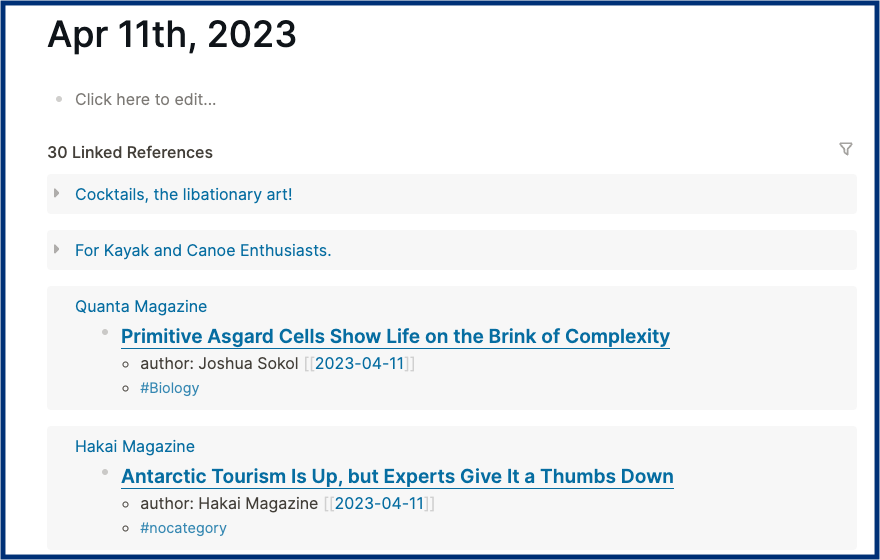 Apr 11th, 2023
Click here to edit...
30 Linked References
Cocktails, the libationary art!
For Kayak and Canoe Enthusiasts.
Quanta Magazine
Primitive Asgard Cells Show Life on the Brink of Complexity
author: Joshua Sokol [[2023-04-11]]
#Biology
Hakai Magazine
Antarctic Tourism Is Up, but Experts Give It a Thumbs Down
author: Hakai Magazine [[2023-04-11]]
#nocategory